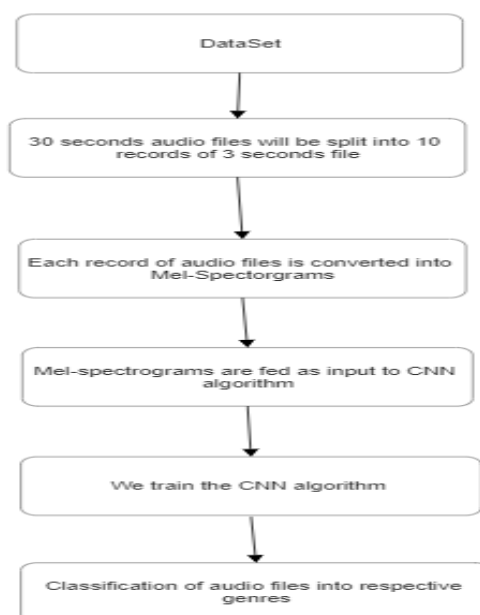 DataSet
30 seconds audio files will be split into 10
records of 3 seconds file
Each record of audio files is converted into
Mel-Spectorgrams
Mel-spectrograms are fed as input to CNN
algorithm
We train the CNN algorithm
Classification of audio files into respective
genres